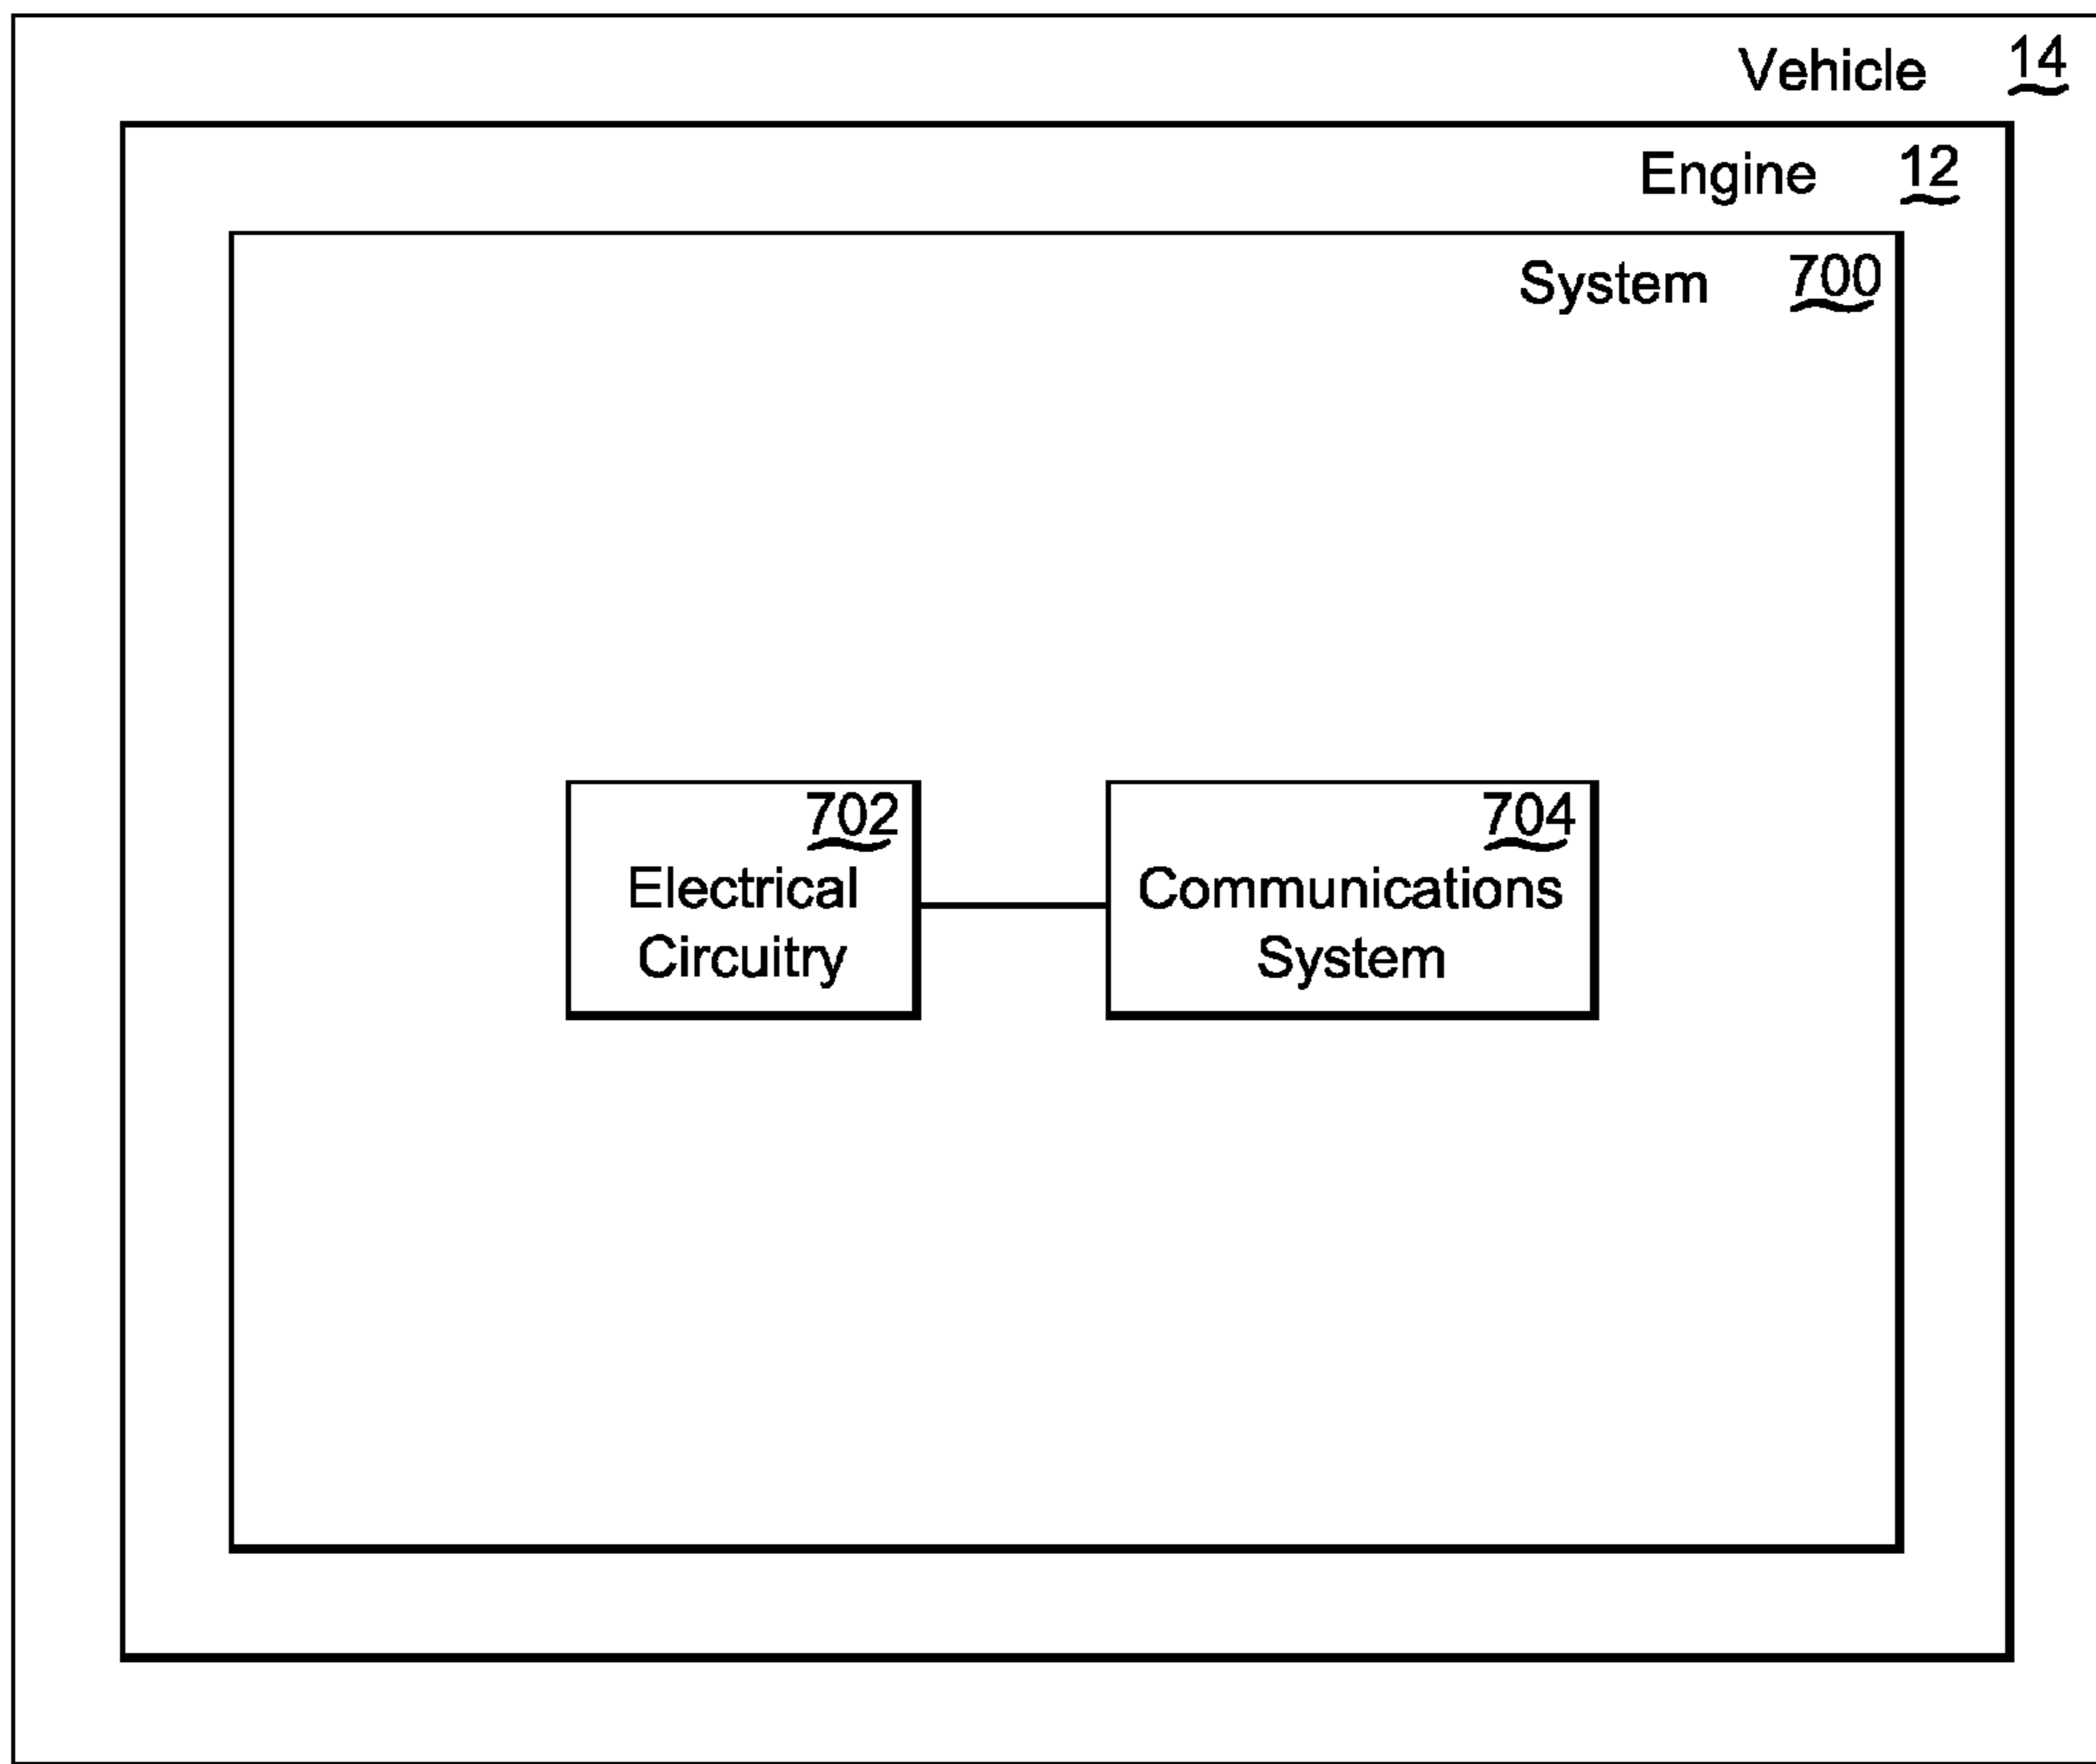 Vehicle 14
Engine 12
System 700
702
Electrical
Circuitry
704
Communications
System